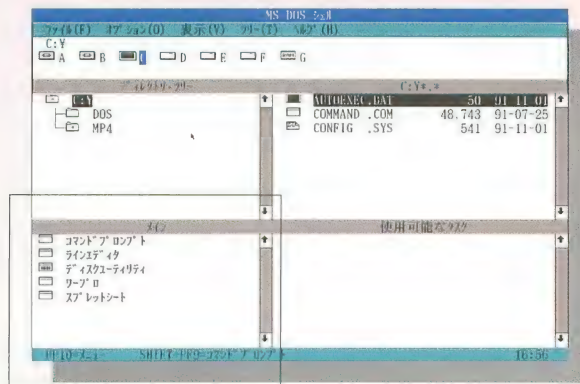 MS DOS シェル
ファイル(F) オプション(O) 表示(V) ツリー(T) ヘルプ(H)
C:¥
A B C D E F G
ディレクトリ・ツリー
C:¥
DOS
MP4
C:¥*.*
AUTOEXEC.BAT 50 91-11-01
COMMAND .COM 48,743 91-07-25
CONFIG .SYS 541 91-11-01
メイン
コマンドプロンプト
ラインエディタ
ディスクユーティリティ
ワープロ
スプレットシート
使用可能なタスク
PF10=メニュー SHIFT+PF9=コマンドプロンプト 16:56